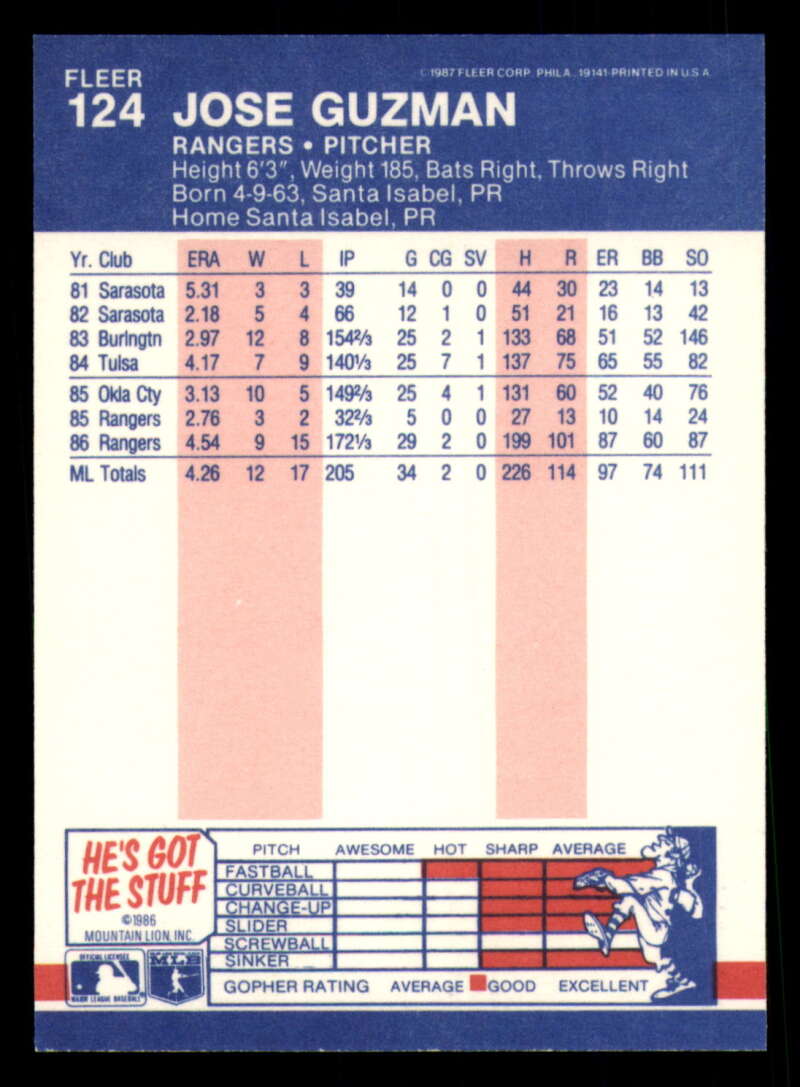 FLEER
©1987 FLEER CORP. PHILA. 19141-PRINTED IN U.S.A.
124 JOSE GUZMAN
RANGERS • PITCHER
Height 6'3", Weight 185, Bats Right, Throws Right
Born 4-9-63, Santa Isabel, PR
Home Santa Isabel, PR
Yr. Club ERA W L IP G CG SV H R ER BB SO
81 Sarasota 5.31 3 3 39 14 0 0 44 30 23 14 13
82 Sarasota 2.18 5 4 66 12 1 0 51 21 16 13 42
83 Burlngtn 2.97 12 8 154⅔ 25 2 1 133 68 51 52 146
84 Tulsa 4.17 7 9 140⅓ 25 7 1 137 75 65 55 82
85 Okla Cty 3.13 10 5 149⅔ 25 4 1 131 60 52 40 76
85 Rangers 2.76 3 2 32⅔ 5 0 0 27 13 10 14 24
86 Rangers 4.54 9 15 172⅓ 29 2 0 199 101 87 60 87
ML Totals 4.26 12 17 205 34 2 0 226 114 97 74 111
HE'S GOT
THE STUFF
©1986
MOUNTAIN LION, INC.
PITCH AWESOME HOT SHARP AVERAGE
FASTBALL
CURVEBALL
CHANGE-UP
SLIDER
SCREWBALL
SINKER
GOPHER RATING AVERAGE GOOD EXCELLENT
OFFICIAL LICENSEE
MAJOR LEAGUE BASEBALL
MLB